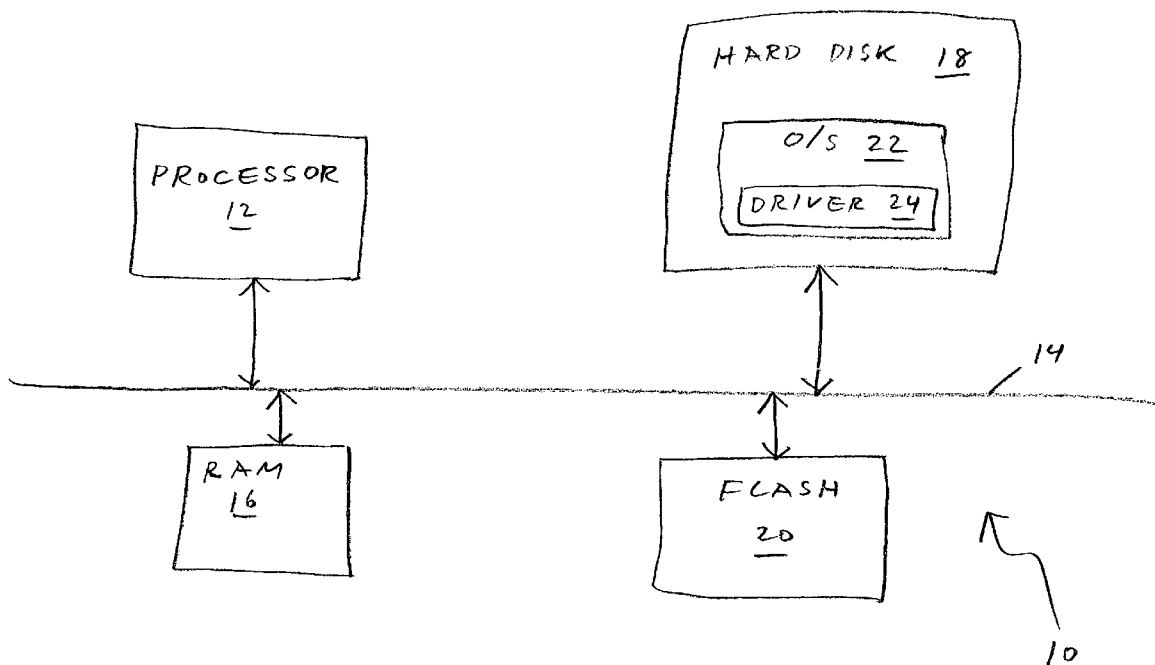 HARD DISK 18
O/S 22
DRIVER 24
PROCESSOR
12
14
RAM
16
FLASH
20
10